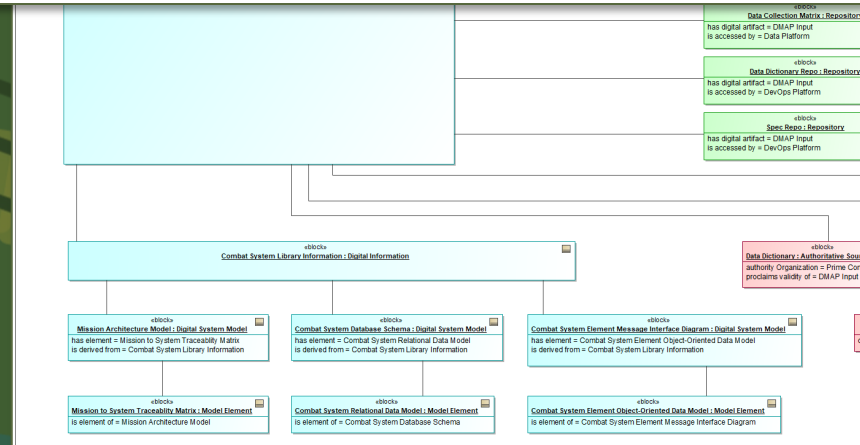 «block»
Data Collection Matrix : Repository
has digital artifact = DMAP Input
is accessed by = Data Platform
«block»
Data Dictionary Repo : Repository
has digital artifact = DMAP Input
is accessed by = DevOps Platform
«block»
Spec Repo : Repository
has digital artifact = DMAP Input
is accessed by = DevOps Platform
«block»
Combat System Library Information : Digital Information
«block»
Data Dictionary : Authoritative
authority Organization = Prime
proclaims validity of = DMAP Input
«block»
Mission Architecture Model : Digital System Model
has element = Mission to System Traceablity Matrix
is derived from = Combat System Library Information
«block»
Combat System Database Schema : Digital System Model
has element = Combat System Relational Data Model
is derived from = Combat System Library Information
«block»
Combat System Element Message Interface Diagram : Digital System Model
has element = Combat System Element Object-Oriented Data Model
is derived from = Combat System Library Information
«block»
Mission to System Traceablity Matrix : Model Element
is element of = Mission Architecture Model
«block»
Combat System Relational Data Model : Model Element
is element of = Combat System Database Schema
«block»
Combat System Element Object-Oriented Data Model : Model Element
is element of = Combat System Element Message Interface Diagram